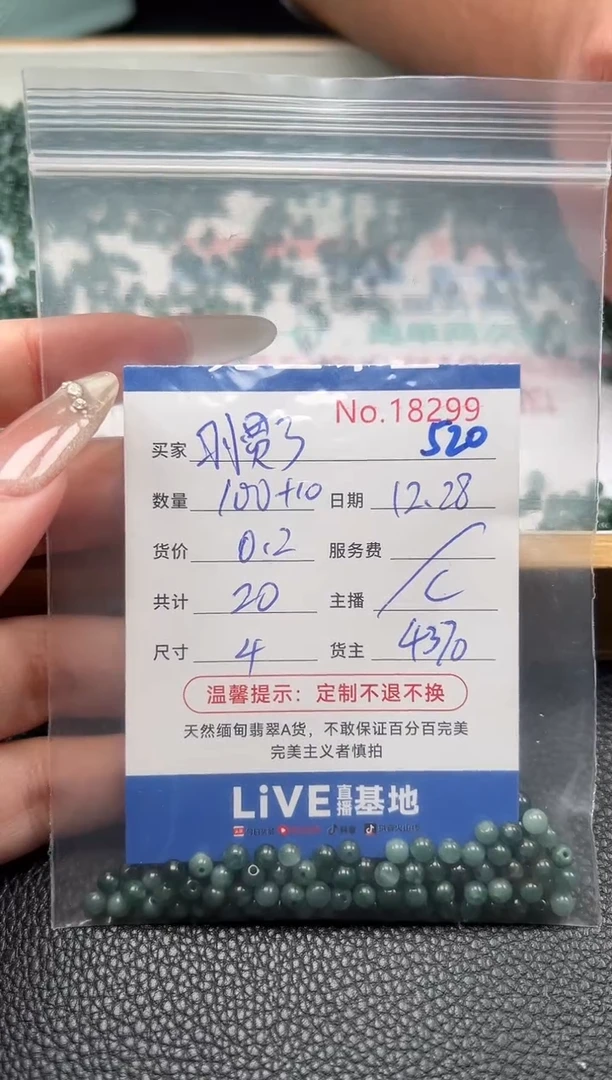 No.18299
买家 刚贯了 520
数量 100+10 日期 12.28
货价 0.2 服务费
共计 20 主播 C
尺寸 4 货主 4370
温馨提示：定制不退不换
天然缅甸翡翠A货，不敢保证百分百完美
完美主义者慎拍
LiVE直播基地